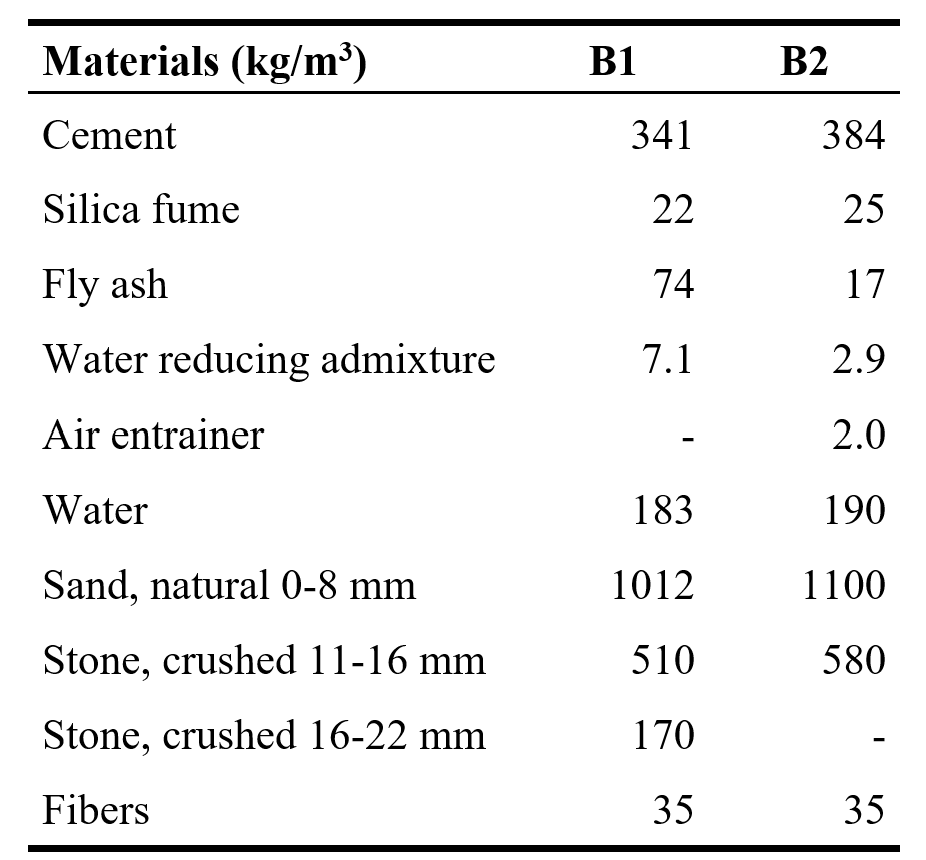 Materials (kg/m³) B1 B2
Cement 341 384
Silica fume 22 25
Fly ash 74 17
Water reducing admixture 7.1 2.9
Air entrainer - 2.0
Water 183 190
Sand, natural 0-8 mm 1012 1100
Stone, crushed 11-16 mm 510 580
Stone, crushed 16-22 mm 170 -
Fibers 35 35